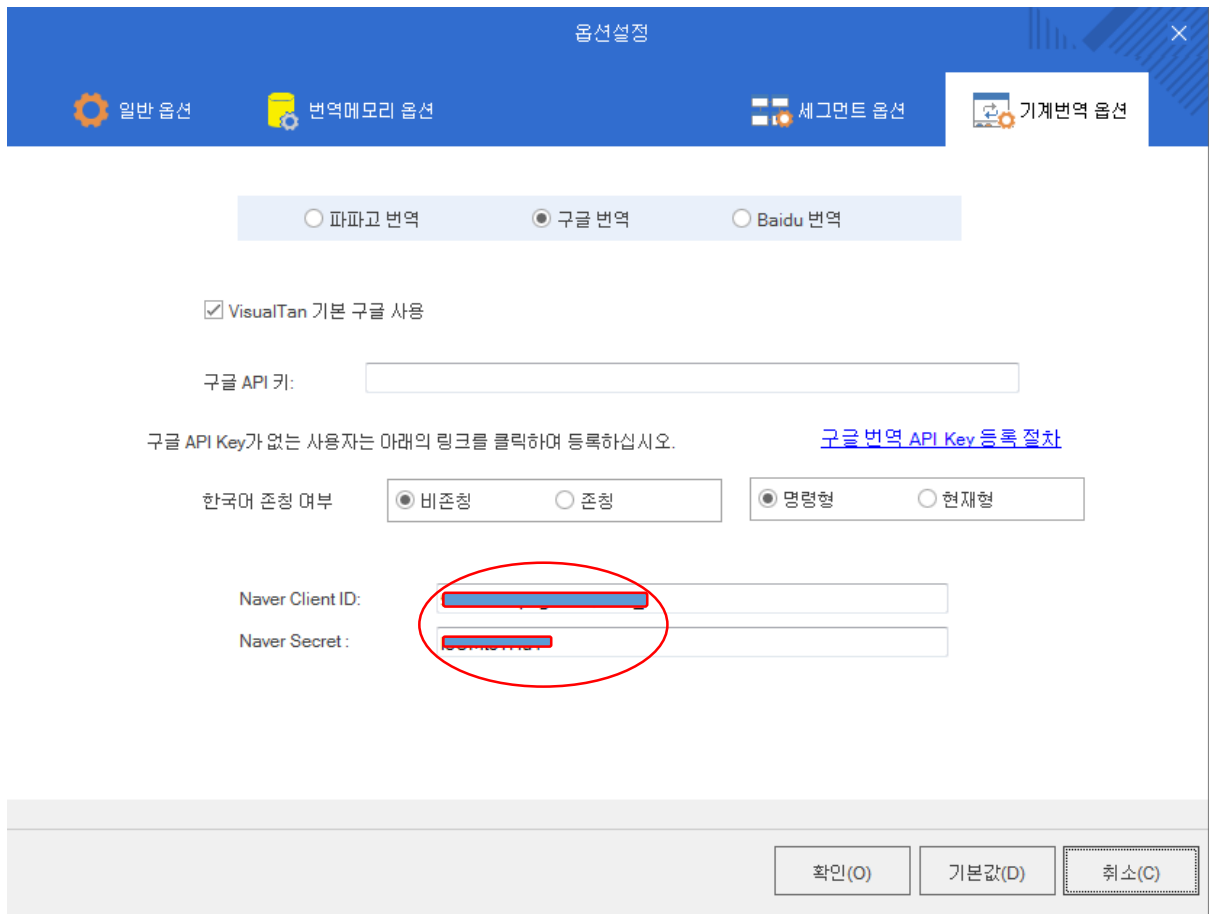 옵션설정
일반 옵션 번역메모리 옵션 세그먼트 옵션 기계번역 옵션
파파고 번역 구글 번역 Baidu 번역
VisualTan 기본 구글 사용
구글 API 키:
구글 API Key가 없는 사용자는 아래의 링크를 클릭하여 등록하십시오. 구글 번역 API Key 등록 절차
한국어 존칭 여부 비존칭 존칭 명령형 현재형
Naver Client ID:
Naver Secret :
확인(O) 기본값(D) 취소(C)